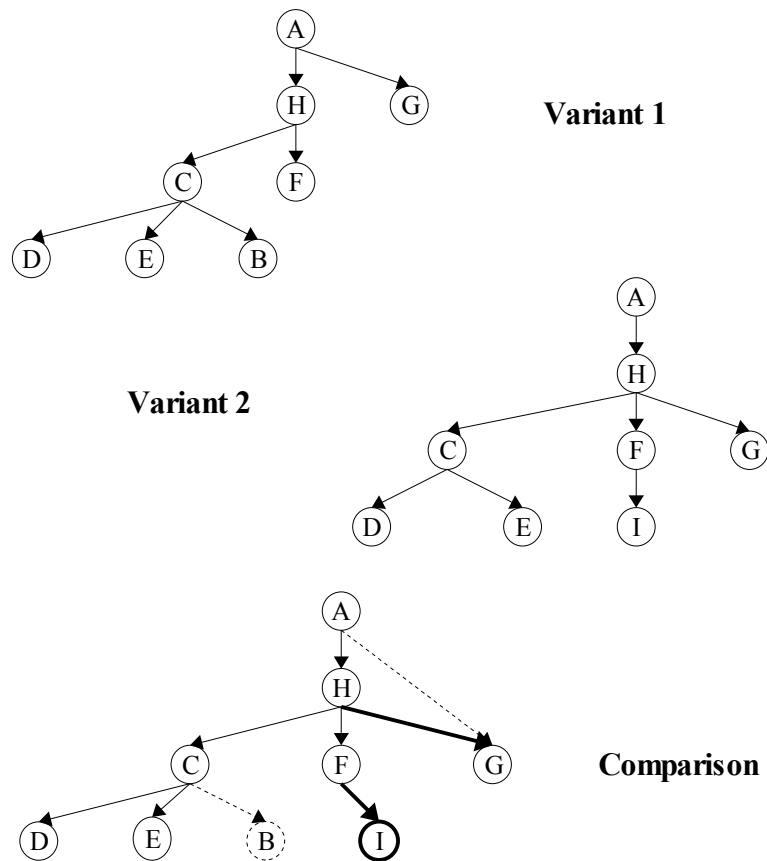 A
H G
Variant 1
C F
D E B
A
H
Variant 2
C F G
D E I
A
H
C F G
Comparison
D E B I